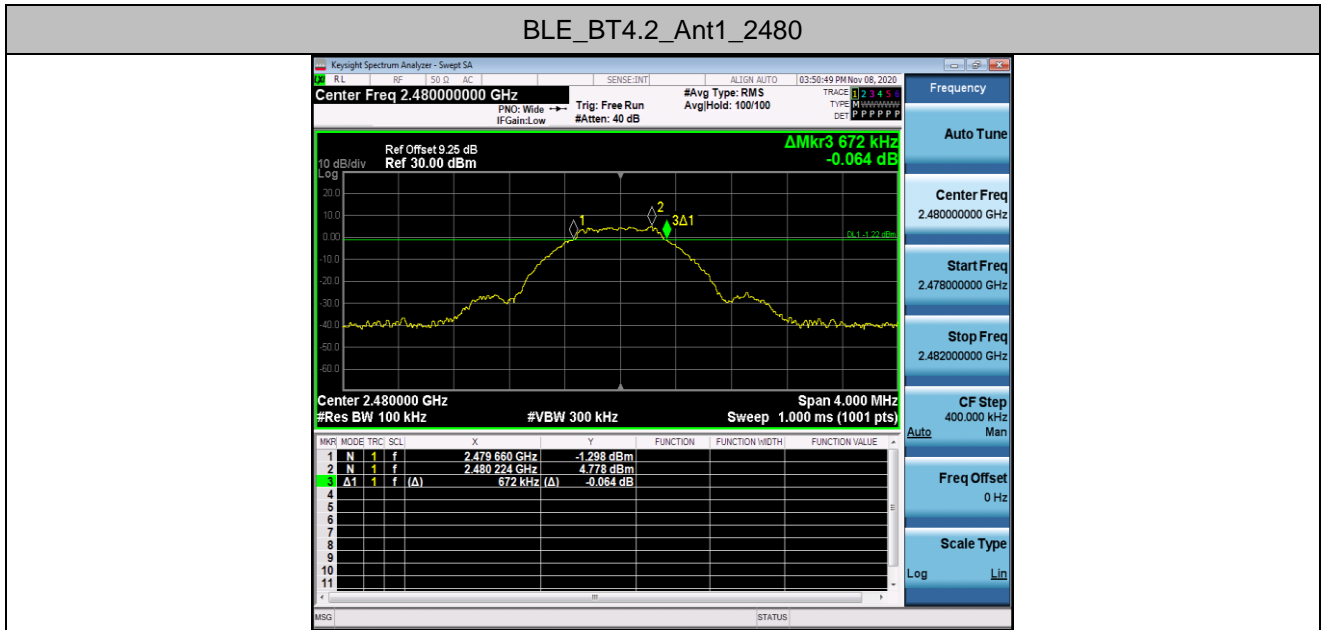 BLE_BT4.2_Ant1_2480
Keysight Spectrum Analyzer - Swept SA
LXI RL RF 50 Ω AC SENSE:INT ALIGN AUTO 03:50:49 PM Nov 08, 2020
Center Freq 2.480000000 GHz
PNO: Wide
IFGain:Low
Trig: Free Run
#Atten: 40 dB
#Avg Type: RMS
Avg|Hold: 100/100
TRACE 1 2 3 4 5 6
TYPE M W W W W W
DET P P P P P P
Frequency
Auto Tune
Center Freq
2.480000000 GHz
Start Freq
2.478000000 GHz
Stop Freq
2.482000000 GHz
CF Step
400.000 kHz
Auto Man
Freq Offset
0 Hz
Scale Type
Log Lin
ΔMkr3 672 kHz
-0.064 dB
Ref Offset 9.25 dB
10 dB/div Ref 30.00 dBm
Log
20.0
10.0
0.00
-10.0
-20.0
-30.0
-40.0
-50.0
-60.0
1
2
3Δ1
DL1 -1.22 dBm
Center 2.480000 GHz Span 4.000 MHz
#Res BW 100 kHz #VBW 300 kHz Sweep 1.000 ms (1001 pts)
MKR MODE TRC SCL X Y FUNCTION FUNCTION WIDTH FUNCTION VALUE
1 N 1 f 2.479 660 GHz -1.298 dBm
2 N 1 f 2.480 224 GHz 4.778 dBm
3 Δ1 1 f (Δ) 672 kHz (Δ) -0.064 dB
4
5
6
7
8
9
10
11
MSG STATUS